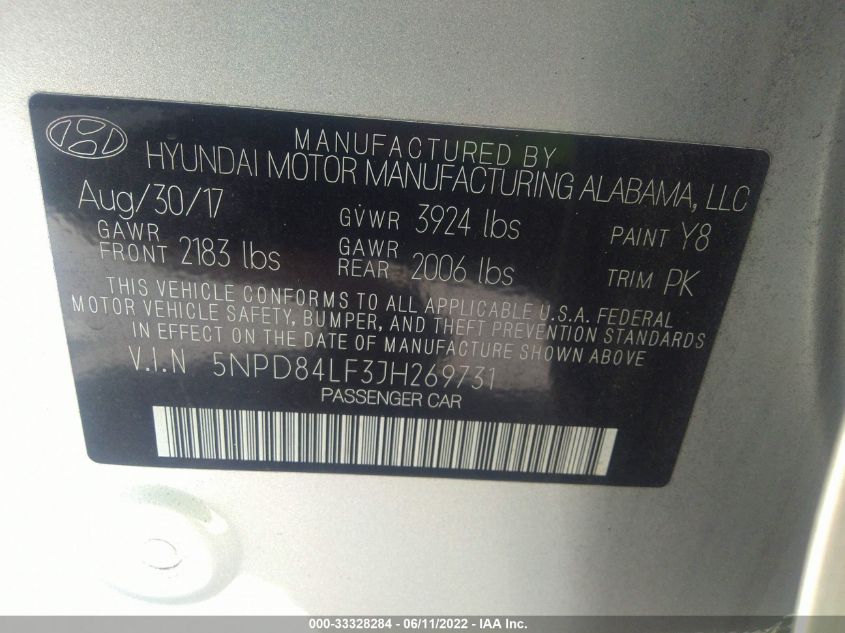 MANUFACTURED BY
HYUNDAI MOTOR MANUFACTURING ALABAMA, LLC
Aug/30/17 GVWR 3924 lbs PAINT Y8
GAWR FRONT 2183 lbs GAWR REAR 2006 lbs TRIM PK
THIS VEHICLE CONFORMS TO ALL APPLICABLE U.S.A. FEDERAL
MOTOR VEHICLE SAFETY, BUMPER, AND THEFT PREVENTION STANDARDS
IN EFFECT ON THE DATE OF MANUFACTURE SHOWN ABOVE.
V.I.N 5NPD84LF3JH269731
PASSENGER CAR
000-33328284 - 06/11/2022 - IAA Inc.